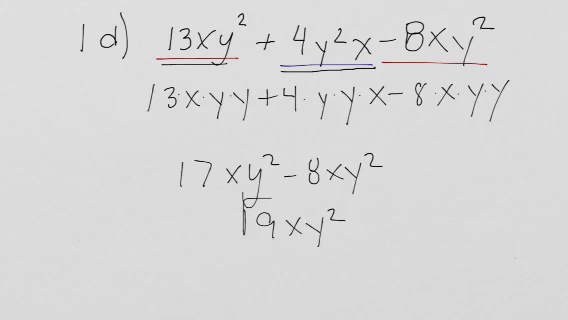 1d) 13xy² + 4y²x - 8xy²
13·x·y·y + 4·y·y·x - 8·x·y·y
17xy² - 8xy²
9xy²